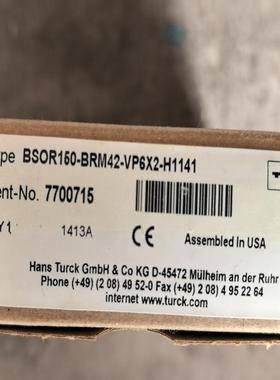 ype BSOR150-BRM42-VP6X2-H1141
ent-No. 7700715
Y 1 1413A CE Assembled In USA
Hans Turck GmbH & Co KG D-45472 Mülheim an der Ruhr
Phone (+49) (2 08) 49 52-0 Fax (+49) (2 08) 4 95 22 64
internet www.turck.com